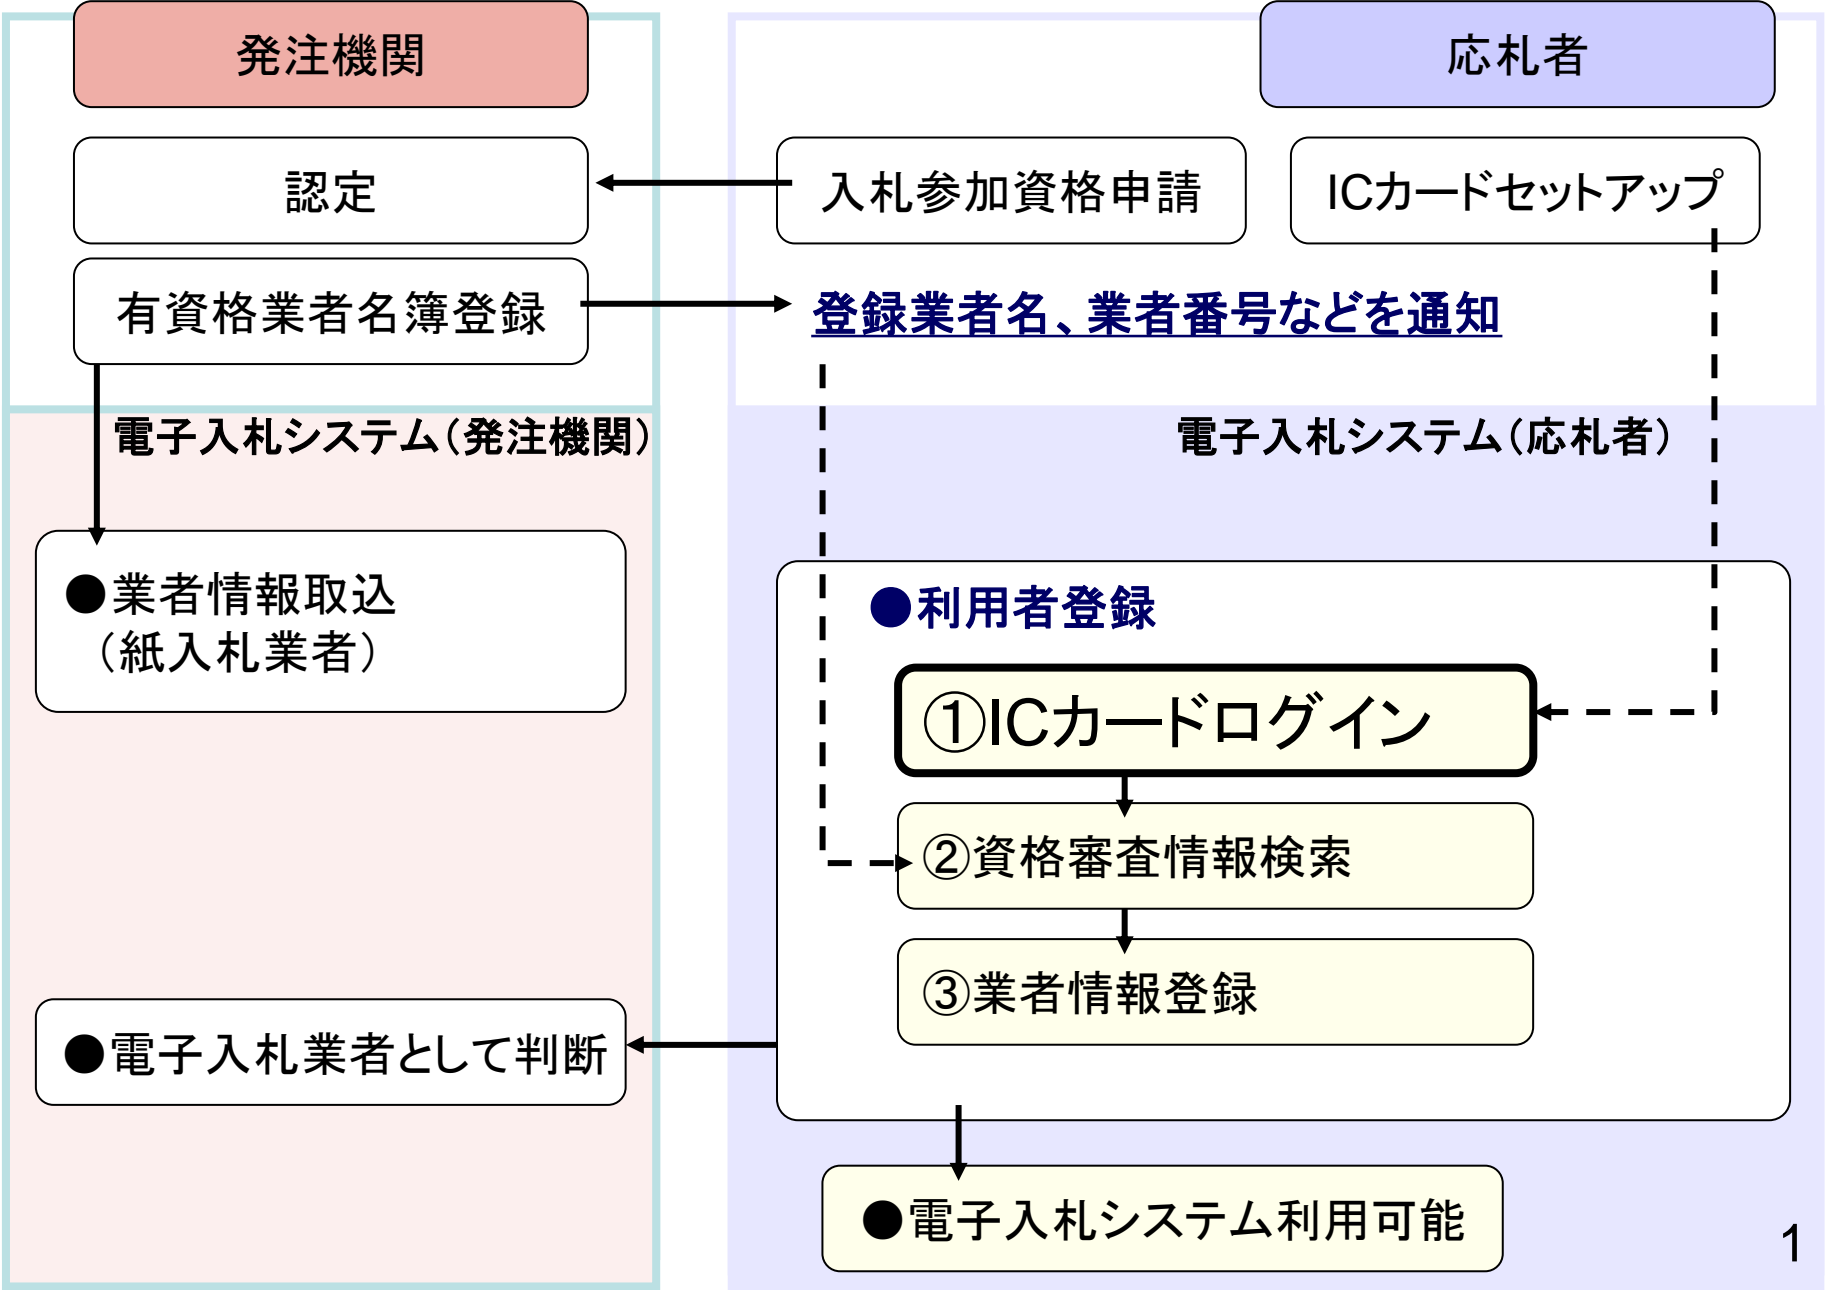 発注機関
応札者
認定
入札参加資格申請
ICカードセットアップ
有資格業者名簿登録
登録業者名、業者番号などを通知
電子入札システム（発注機関）
電子入札システム（応札者）
●業者情報取込
（紙入札業者）
●利用者登録
①ICカードログイン
②資格審査情報検索
③業者情報登録
●電子入札業者として判断
●電子入札システム利用可能
1